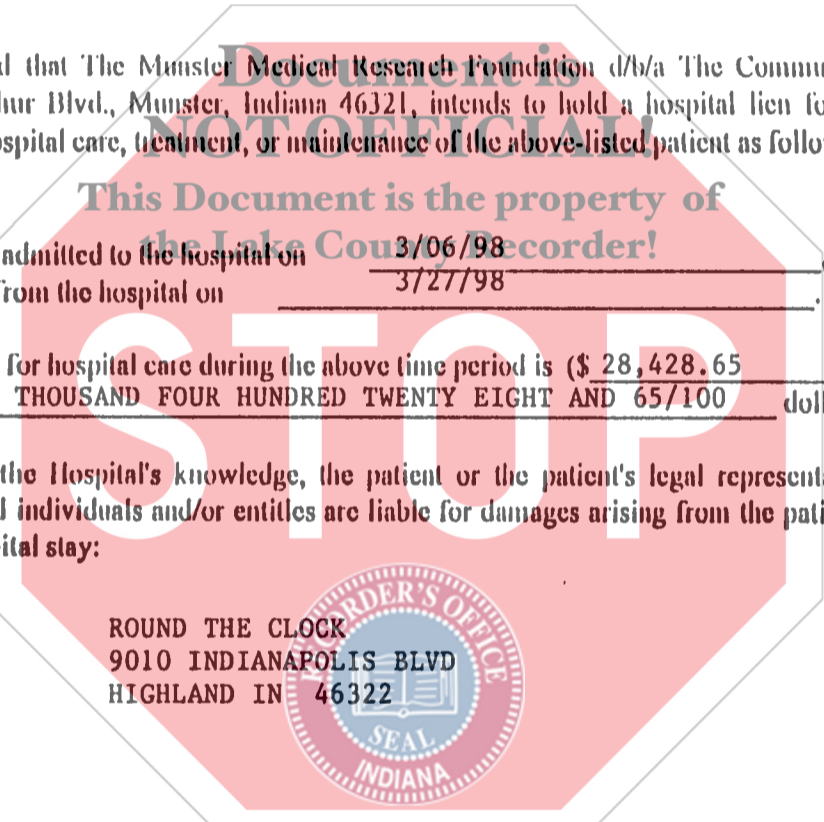 Document is
d that The Munster Medical Research Foundation d/b/a The Commu
hur Blvd., Munster, Indiana 46321, intends to hold a hospital lien fo
NOT OFFICIAL!
ospital care, treatment, or maintenance of the above-listed patient as follo
This Document is the property of
the Lake County Recorder!
admitted to the hospital on 3/06/98
rom the hospital on 3/27/98.
for hospital care during the above time period is ($ 28,428.65
THOUSAND FOUR HUNDRED TWENTY EIGHT AND 65/100 doll
STOP
the Hospital's knowledge, the patient or the patient's legal represent
d individuals and/or entities are liable for damages arising from the pati
ital stay:
ROUND THE CLOCK
9010 INDIANAPOLIS BLVD
HIGHLAND IN 46322
RECORDER'S OFFICE
SEAL
INDIANA